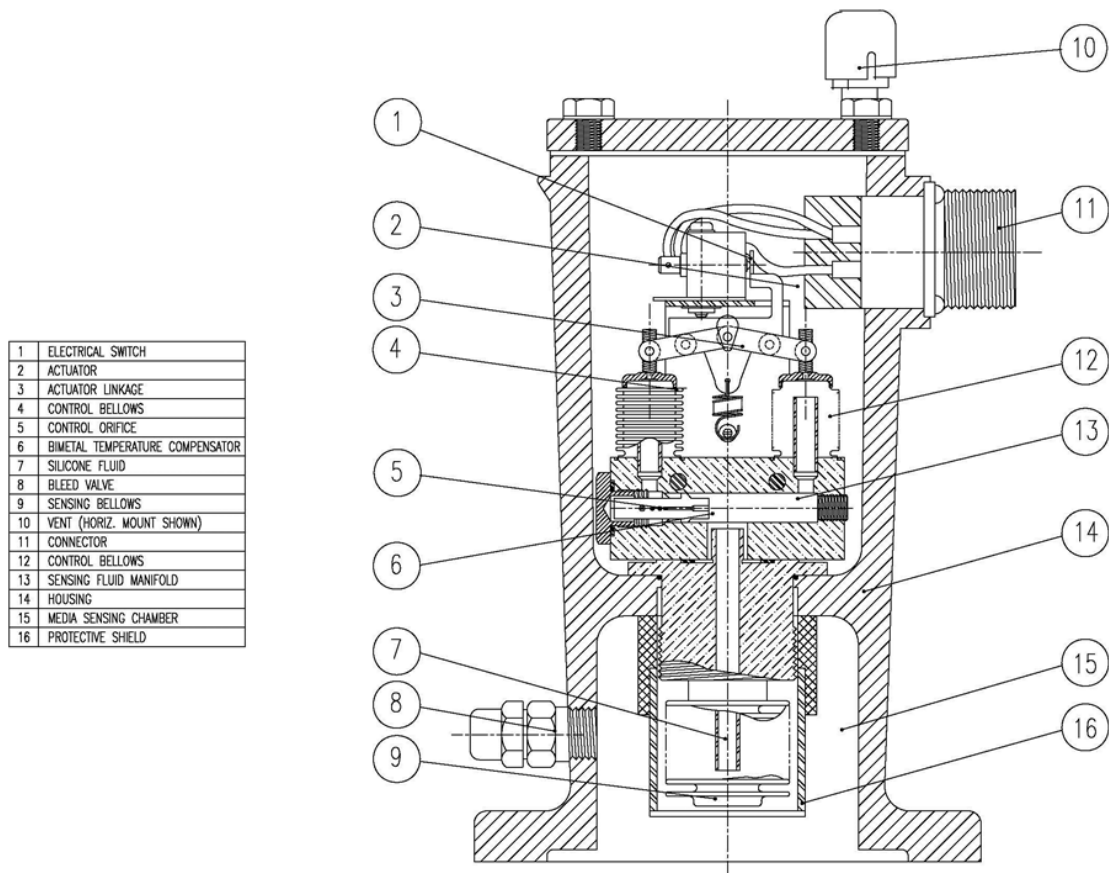 10
1
11
2
3
4
12
13
5
6
14
7
15
8
16
9
1 ELECTRICAL SWITCH
2 ACTUATOR
3 ACTUATOR LINKAGE
4 CONTROL BELLOWS
5 CONTROL ORIFICE
6 BIMETAL TEMPERATURE COMPENSATOR
7 SILICONE FLUID
8 BLEED VALVE
9 SENSING BELLOWS
10 VENT (HORIZ. MOUNT SHOWN)
11 CONNECTOR
12 CONTROL BELLOWS
13 SENSING FLUID MANIFOLD
14 HOUSING
15 MEDIA SENSING CHAMBER
16 PROTECTIVE SHIELD